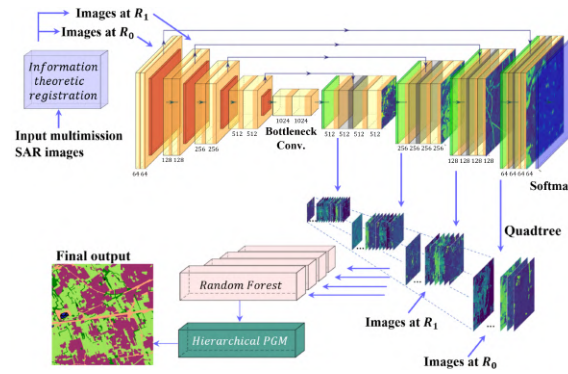 Images at R₁
Images at R₀
Information
theoretic
registration
Input multimission
SAR images
64 64
128 128
256 256
512 512
1024 1024
Bottleneck
Conv.
512 512 512 512
256 256 256 256
128 128 128 128
64 64 64 64
Softma
Quadtree
Final output
Random Forest
Hierarchical PGM
Images at R₁
Images at R₀